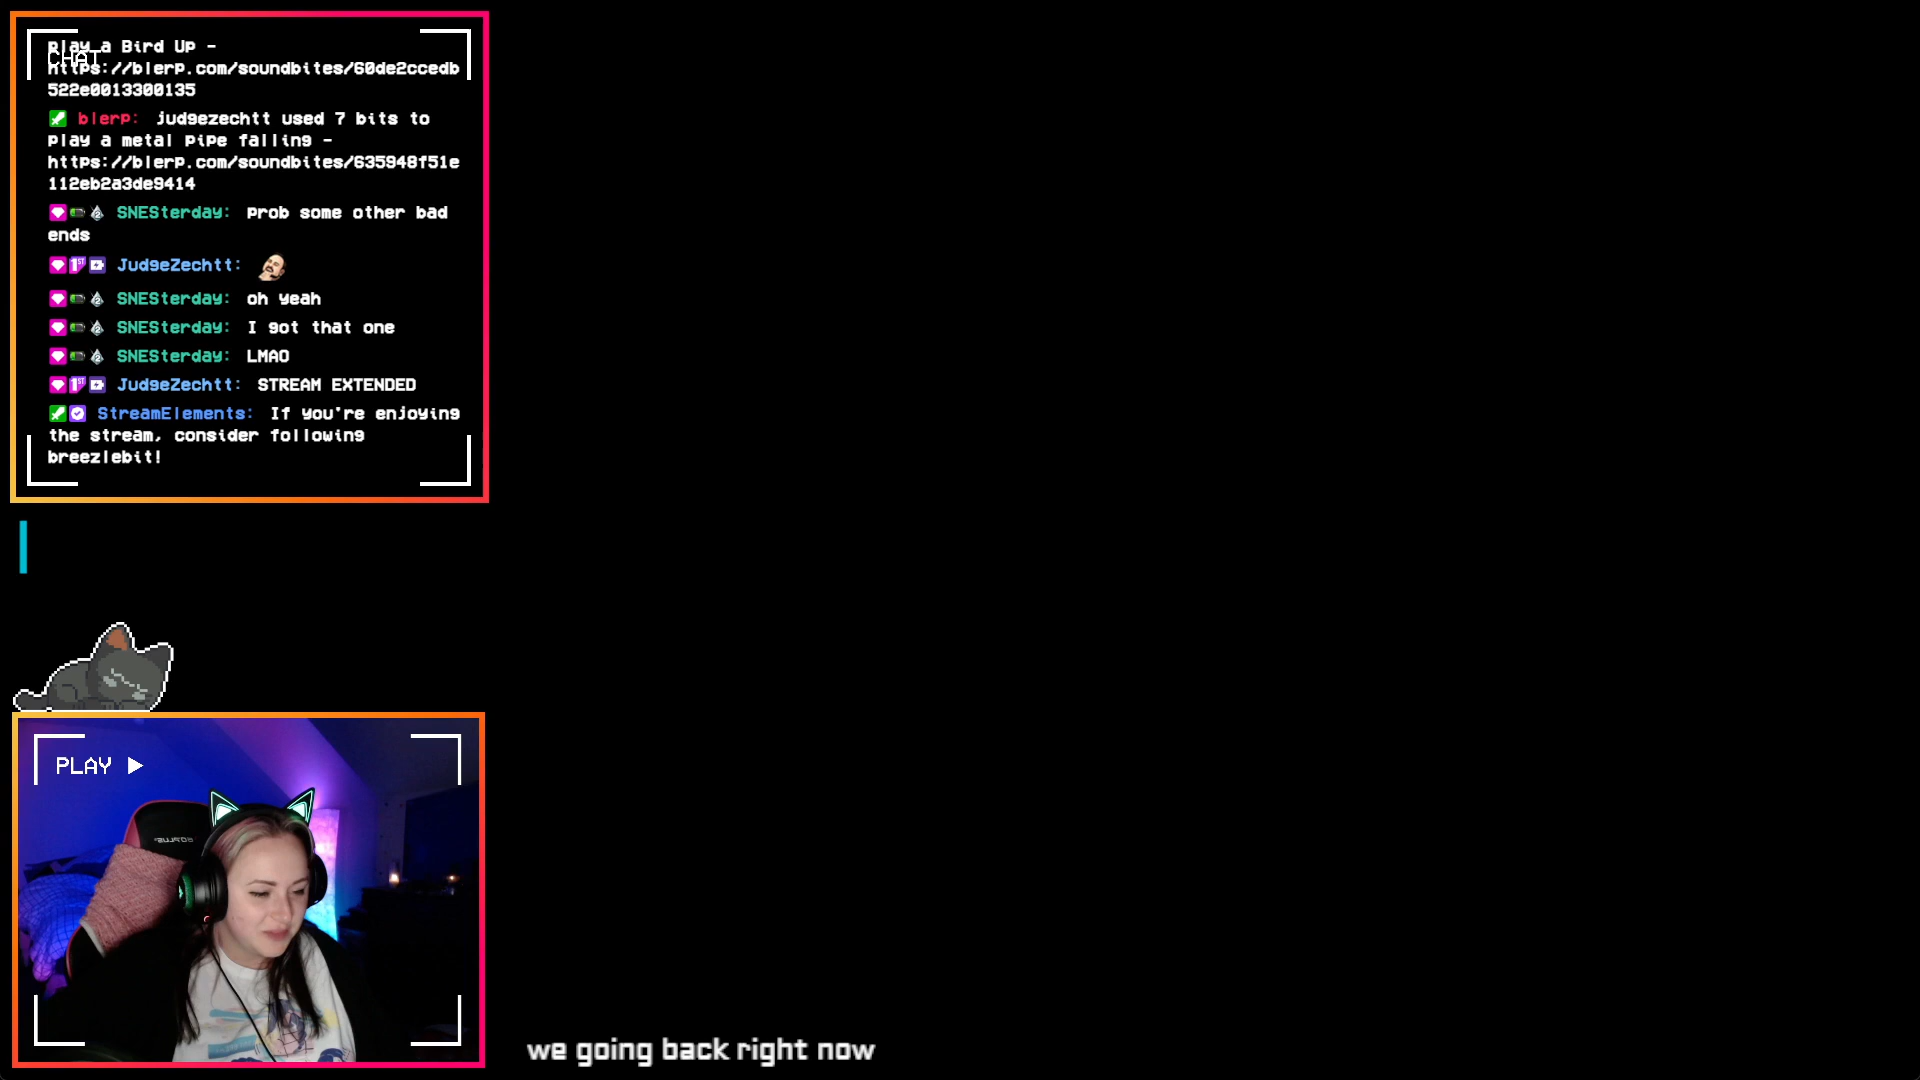 CHAT
play a Bird Up -
https://blerp.com/soundbites/60de2ccedb
522e0013300135
blerp: judgezechtt used 7 bits to
play a metal pipe falling -
https://blerp.com/soundbites/635948f51e
112eb2a3de9414
SNESterday: prob some other bad
ends
JudgeZechtt:
SNESterday: oh yeah
SNESterday: I got that one
SNESterday: LMAO
JudgeZechtt: STREAM EXTENDED
StreamElements: If you're enjoying
the stream, consider following
breezlebit!
PLAY
we going back right now